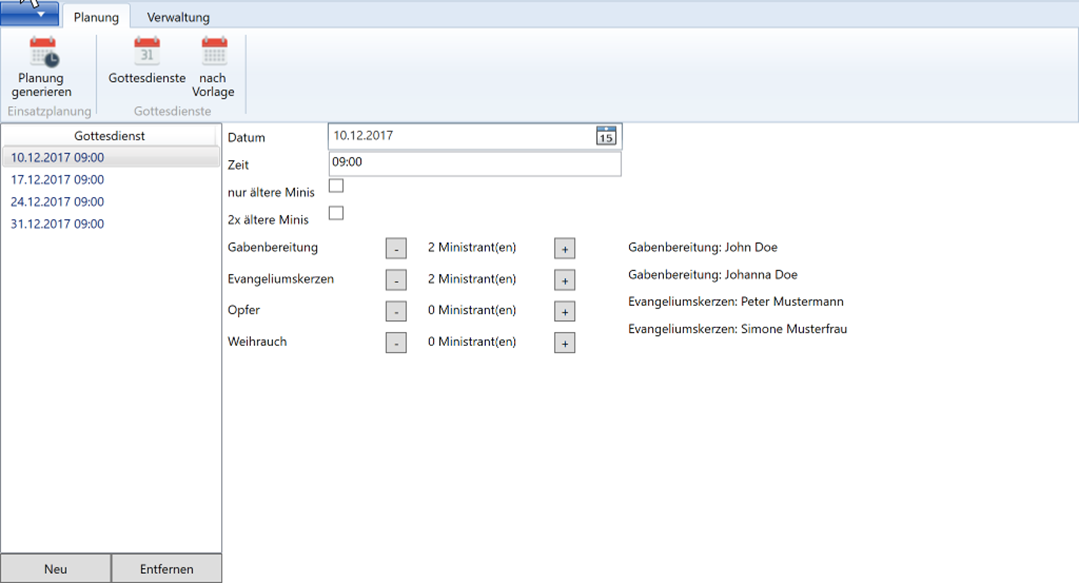 Planung Verwaltung
Planung Gottesdienste nach
generieren Vorlage
31
Einsatzplanung Gottesdienste
Gottesdienst
10.12.2017 09:00
17.12.2017 09:00
24.12.2017 09:00
31.12.2017 09:00
Neu Entfernen
Datum 10.12.2017 15
Zeit 09:00
nur ältere Minis
2x ältere Minis
Gabenbereitung - 2 Ministrant(en) +
Evangeliumskerzen - 2 Ministrant(en) +
Opfer - 0 Ministrant(en) +
Weihrauch - 0 Ministrant(en) +
Gabenbereitung: John Doe
Gabenbereitung: Johanna Doe
Evangeliumskerzen: Peter Mustermann
Evangeliumskerzen: Simone Musterfrau